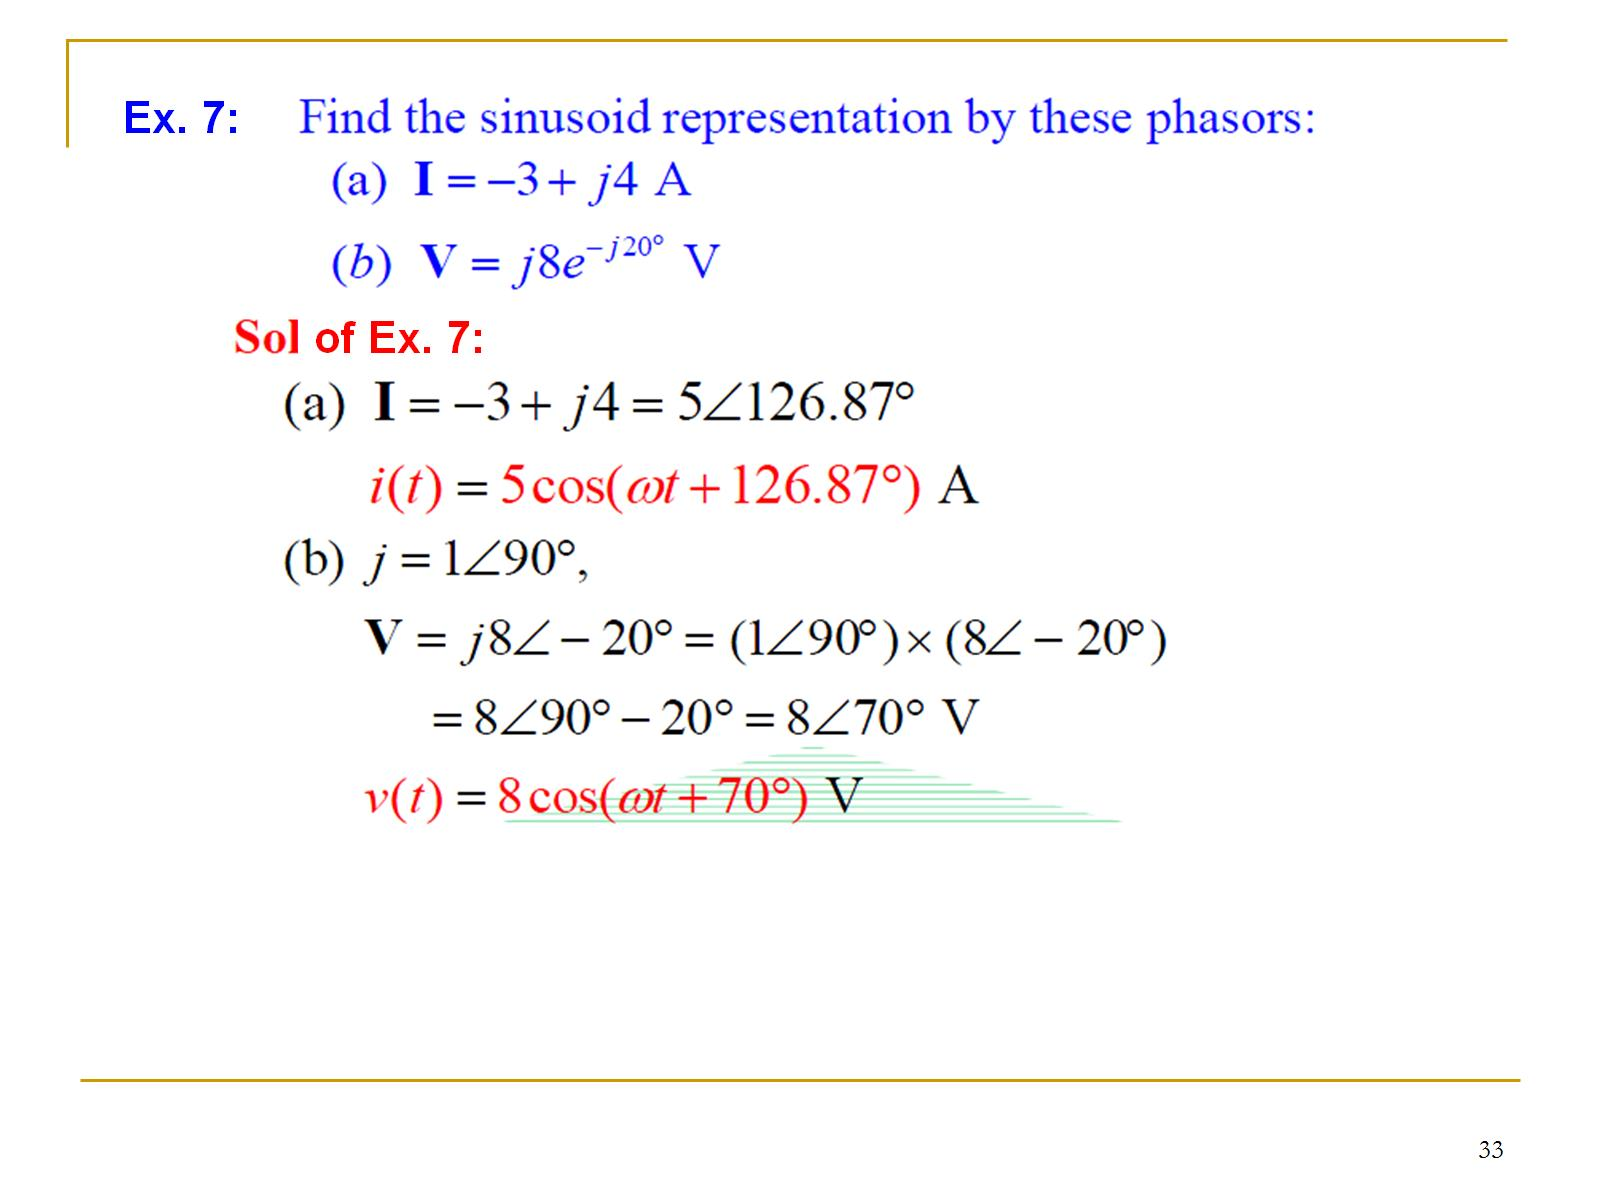 Ex. 7: Find the sinusoid representation by these phasors:
(a) I = −3 + j4 A
(b) V = j8e^{−j20°} V
Sol of Ex. 7:
(a) I = −3 + j4 = 5∠126.87°
i(t) = 5cos(ωt + 126.87°) A
(b) j = 1∠90°,
V = j8∠ − 20° = (1∠90°) × (8∠ − 20°)
= 8∠90° − 20° = 8∠70° V
v(t) = 8cos(ωt + 70°) V
33